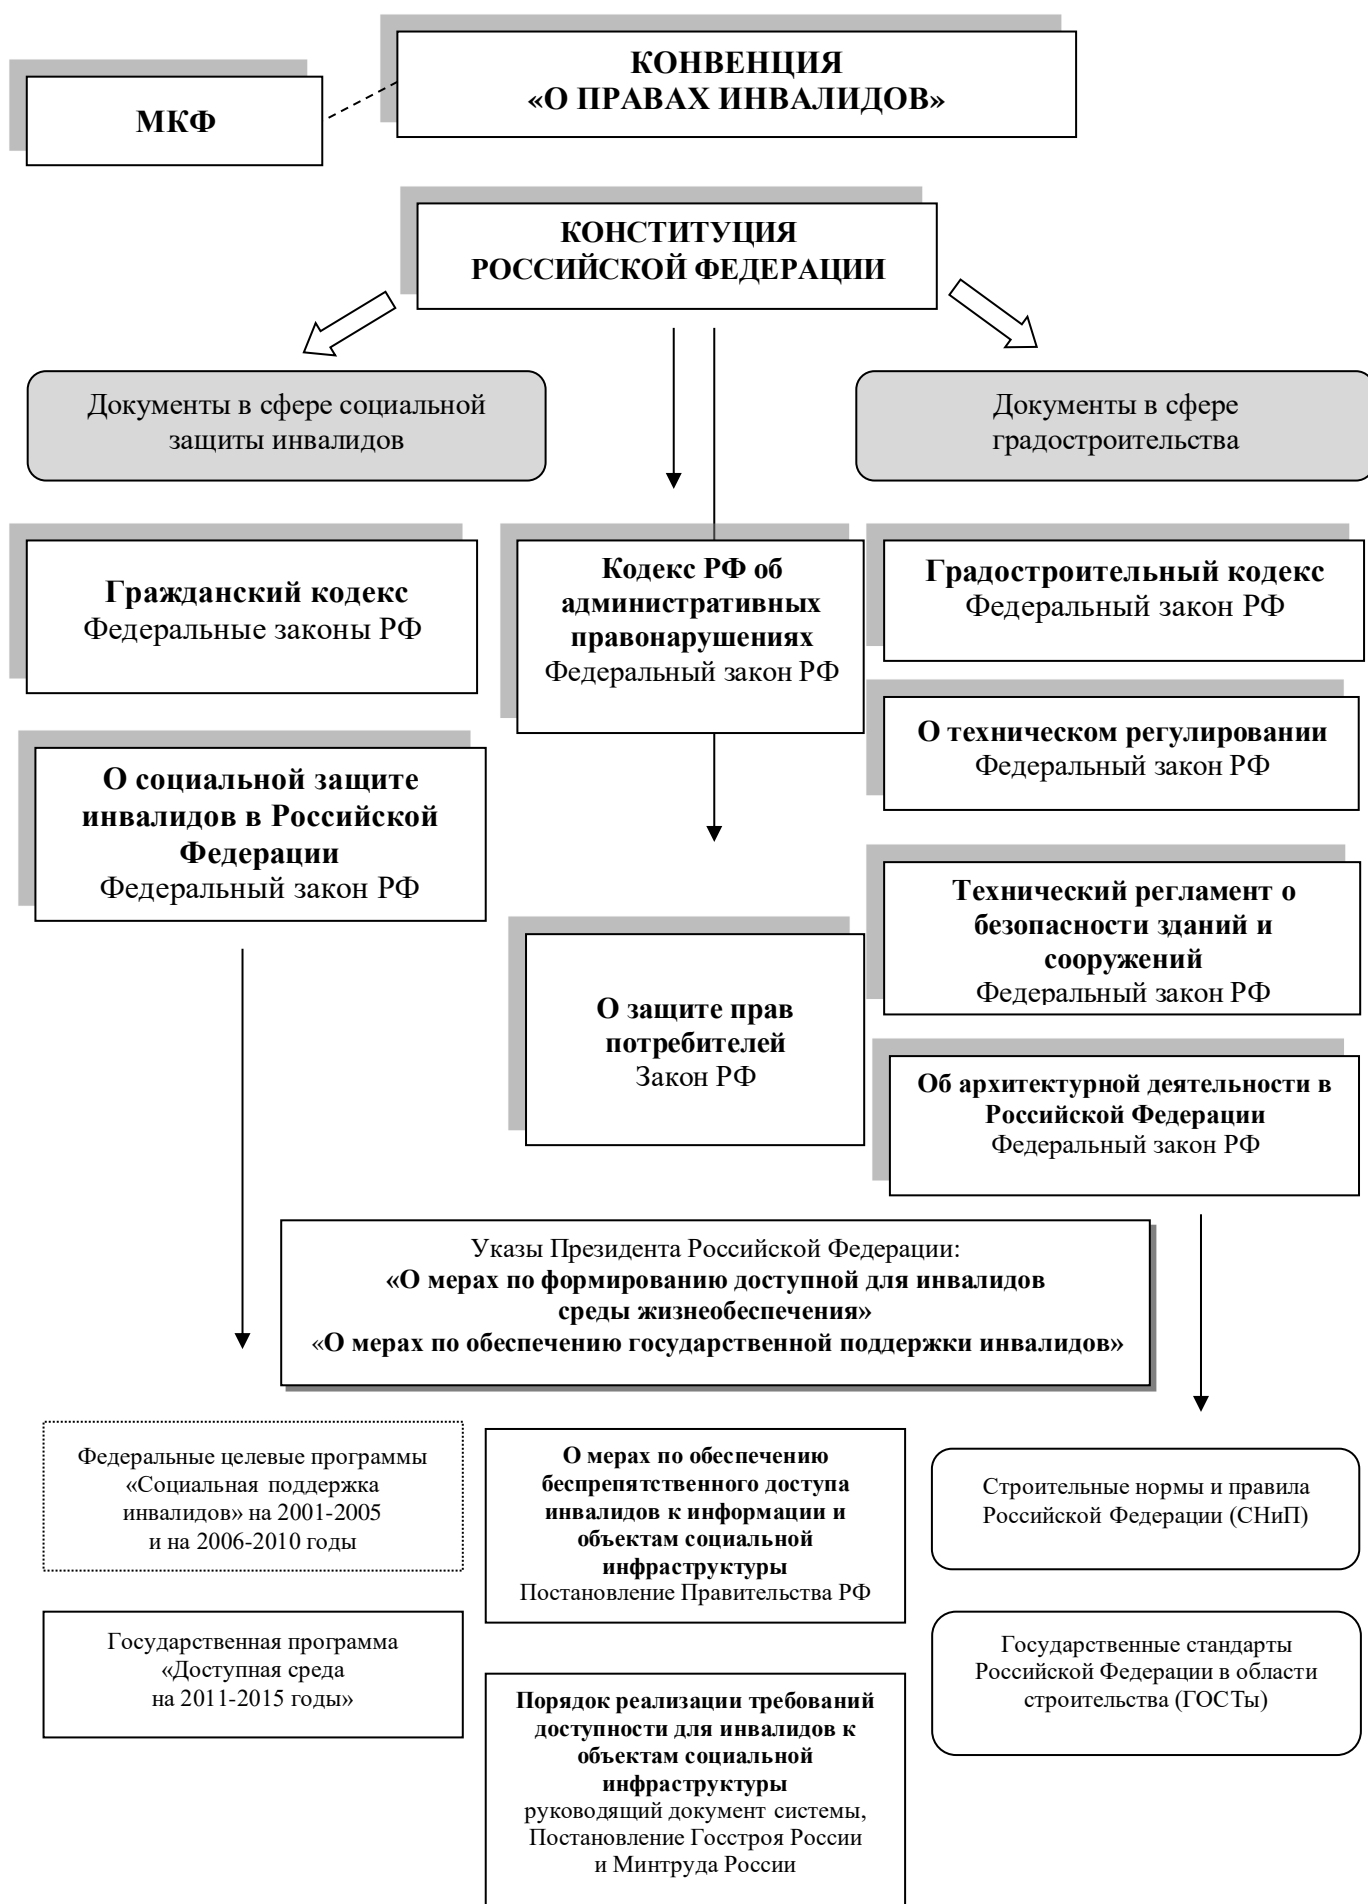 КОНВЕНЦИЯ
«О ПРАВАХ ИНВАЛИДОВ»
МКФ
КОНСТИТУЦИЯ
РОССИЙСКОЙ ФЕДЕРАЦИИ
Документы в сфере социальной
защиты инвалидов
Документы в сфере
градостроительства
Гражданский кодекс
Федеральные законы РФ
Кодекс РФ об
административных
правонарушениях
Федеральный закон РФ
Градостроительный кодекс
Федеральный закон РФ
О техническом регулировании
Федеральный закон РФ
О социальной защите
инвалидов в Российской
Федерации
Федеральный закон РФ
Технический регламент о
безопасности зданий и
сооружений
Федеральный закон РФ
О защите прав
потребителей
Закон РФ
Об архитектурной деятельности в
Российской Федерации
Федеральный закон РФ
Указы Президента Российской Федерации:
«О мерах по формированию доступной для инвалидов
среды жизнеобеспечения»
«О мерах по обеспечению государственной поддержки инвалидов»
Федеральные целевые программы
«Социальная поддержка
инвалидов» на 2001-2005
и на 2006-2010 годы
О мерах по обеспечению
беспрепятственного доступа
инвалидов к информации и
объектам социальной
инфраструктуры
Постановление Правительства РФ
Строительные нормы и правила
Российской Федерации (СНиП)
Государственная программа
«Доступная среда
на 2011-2015 годы»
Порядок реализации требований
доступности для инвалидов к
объектам социальной
инфраструктуры
руководящий документ системы,
Постановление Госстроя России
и Минтруда России
Государственные стандарты
Российской Федерации в области
строительства (ГОСТы)